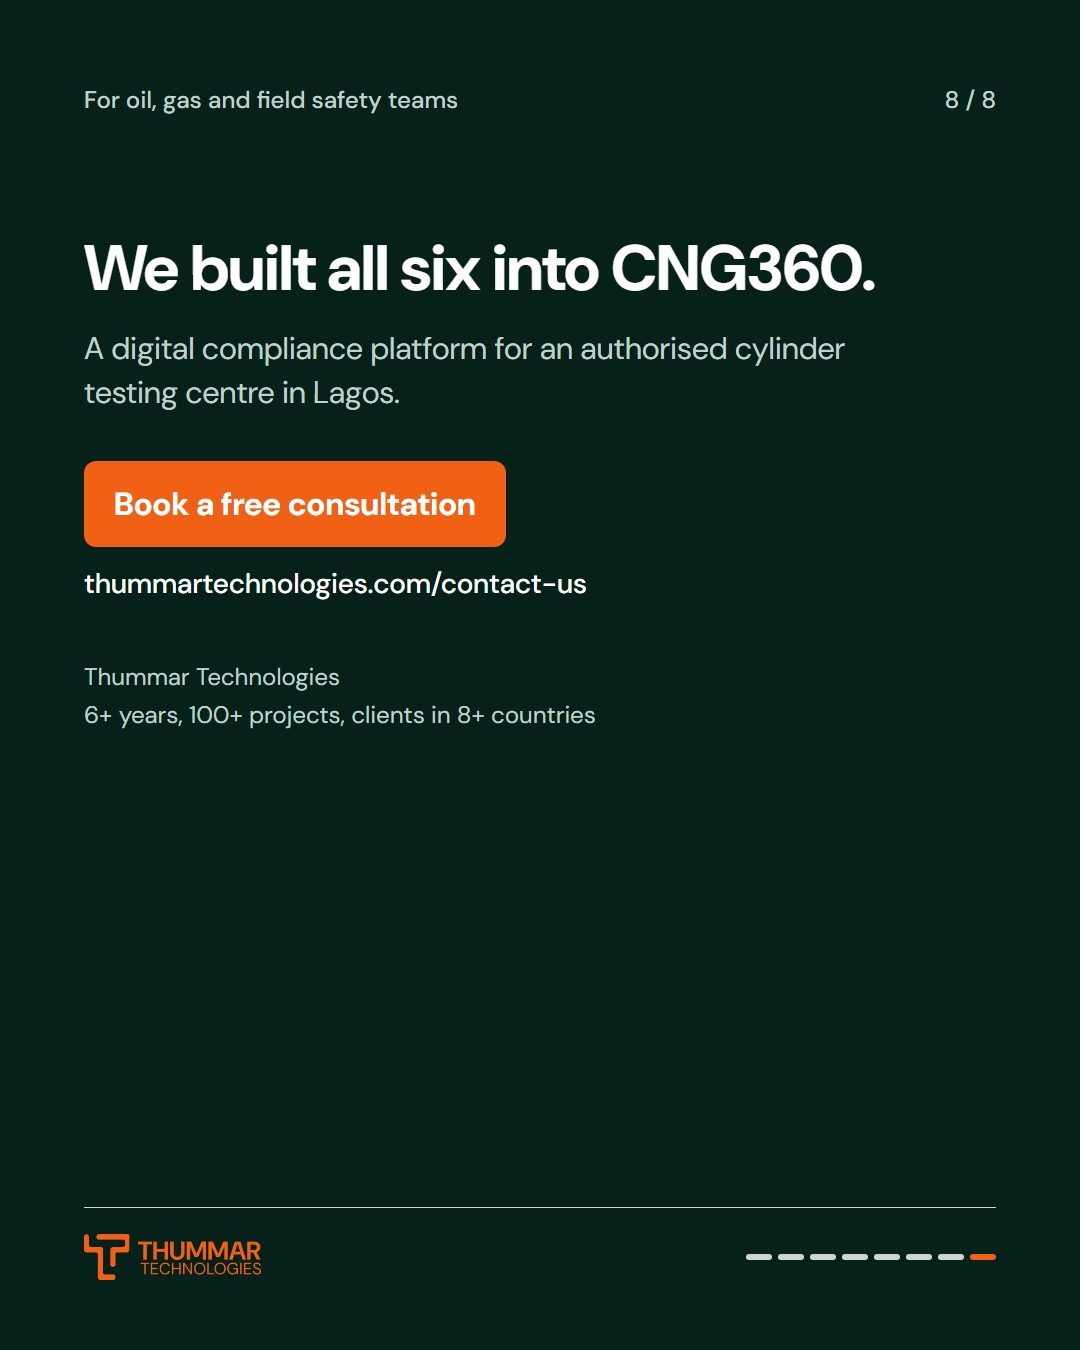 For oil, gas and field safety teams
8 / 8
We built all six into CNG360.
A digital compliance platform for an authorised cylinder
testing centre in Lagos.
Book a free consultation
thummartechnologies.com/contact-us
Thummar Technologies
6+ years, 100+ projects, clients in 8+ countries
THUMMAR
TECHNOLOGIES